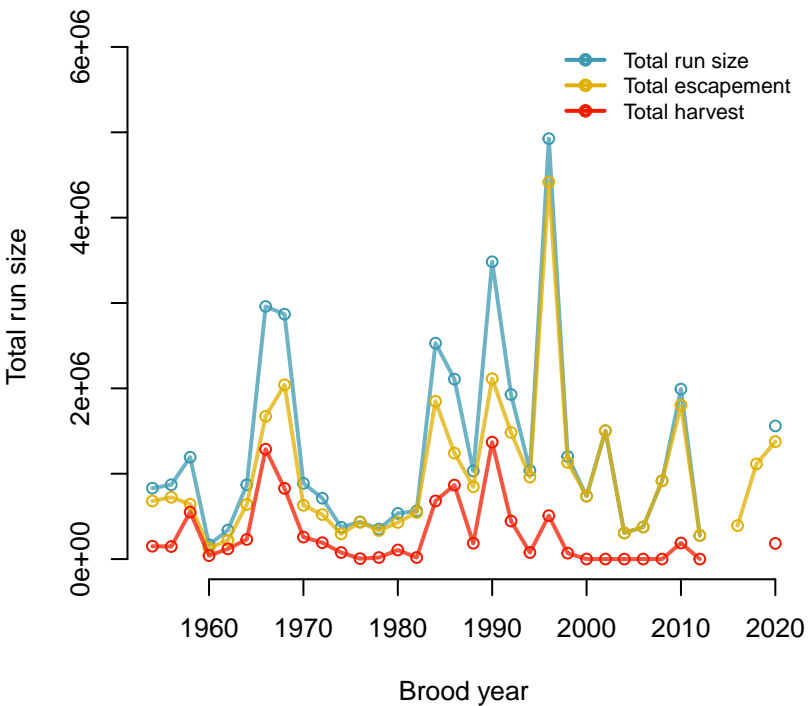 6e+06
4e+06
2e+06
0e+00
Total run size
Total run size
Total escapement
Total harvest
1960 1970 1980 1990 2000 2010 2020
Brood year